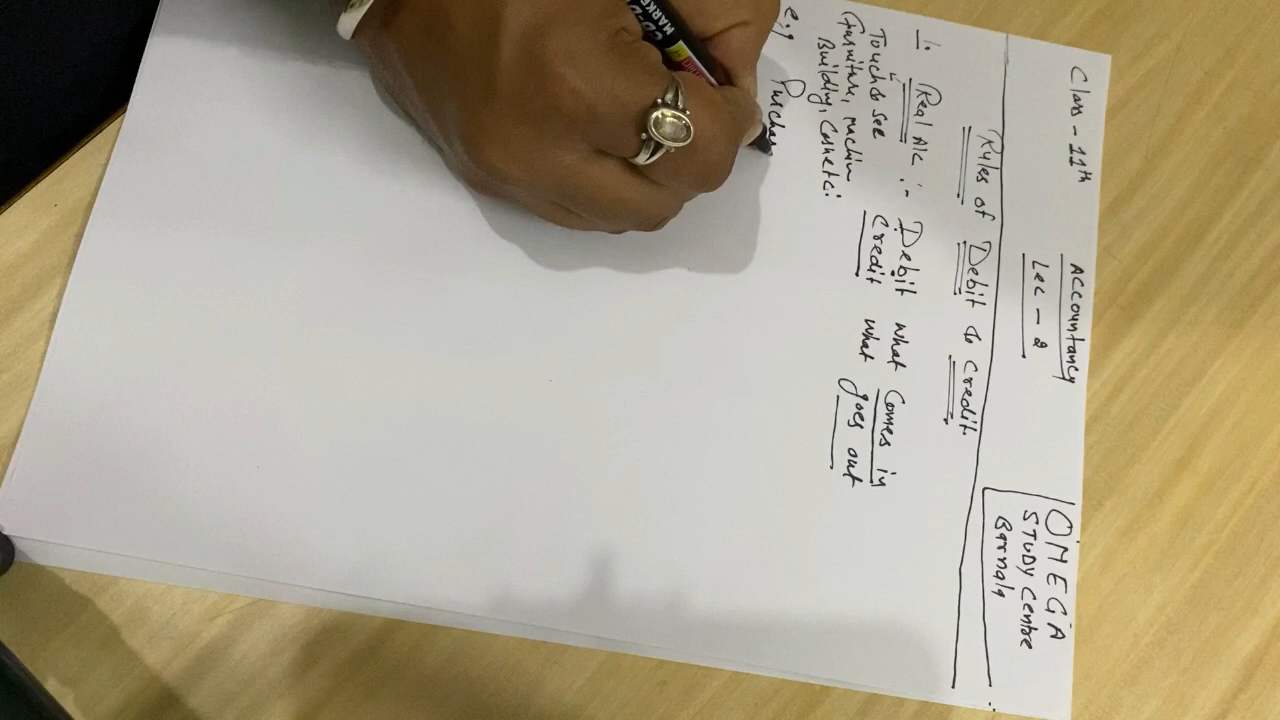 Class - 11th
Accountancy
Lec - 2
OMEGA
STUDY Centre
Barnala
Rules of Debit & Credit.
1. Real A/c :- Debit what Comes in
Touch & see Credit what goes out
Furniture, machine
Building, Cash etc.
e.g Purchas